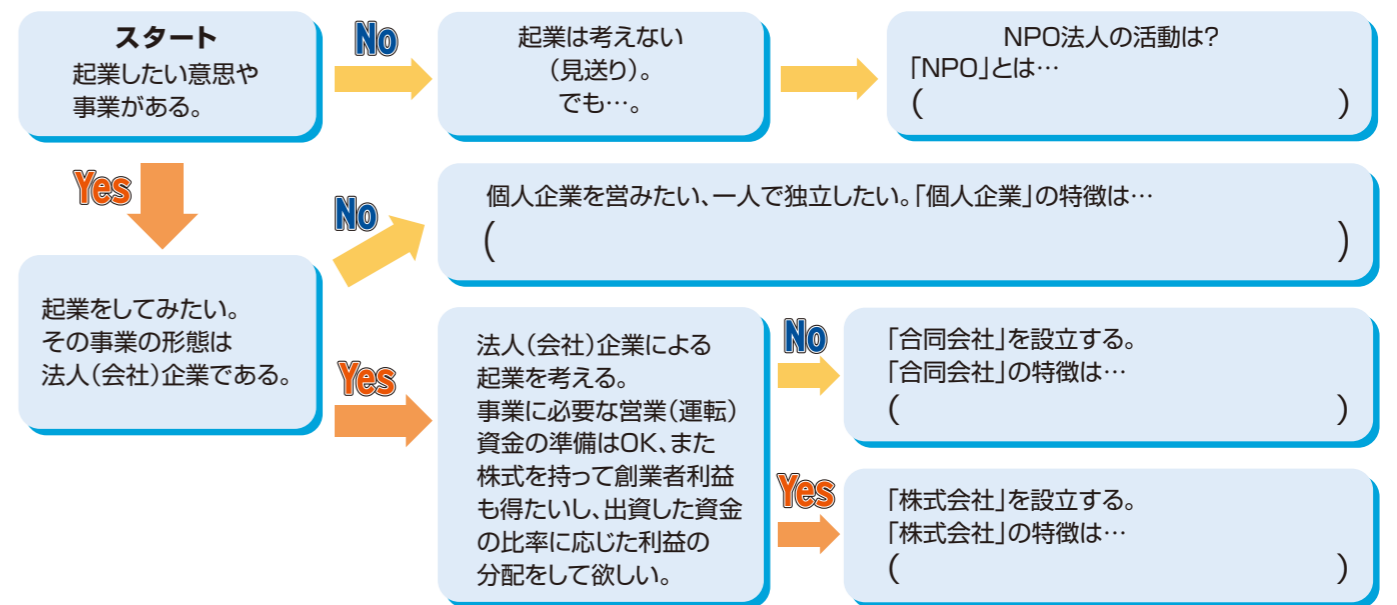 スタート
起業したい意思や
事業がある。
No
起業は考えない
（見送り）。
でも…。
NPO法人の活動は?
「NPO」とは…
(　　　　　)
Yes
No
個人企業を営みたい、一人で独立したい。「個人企業」の特徴は…
(　　　　　)
起業をしてみたい。
その事業の形態は
法人（会社）企業である。
Yes
法人（会社）企業による
起業を考える。
事業に必要な営業（運転）
資金の準備はOK、また
株式を持って創業者利益
も得たいし、出資した資金
の比率に応じた利益の
分配をして欲しい。
No
「合同会社」を設立する。
「合同会社」の特徴は…
(　　　　　)
Yes
「株式会社」を設立する。
「株式会社」の特徴は…
(　　　　　)